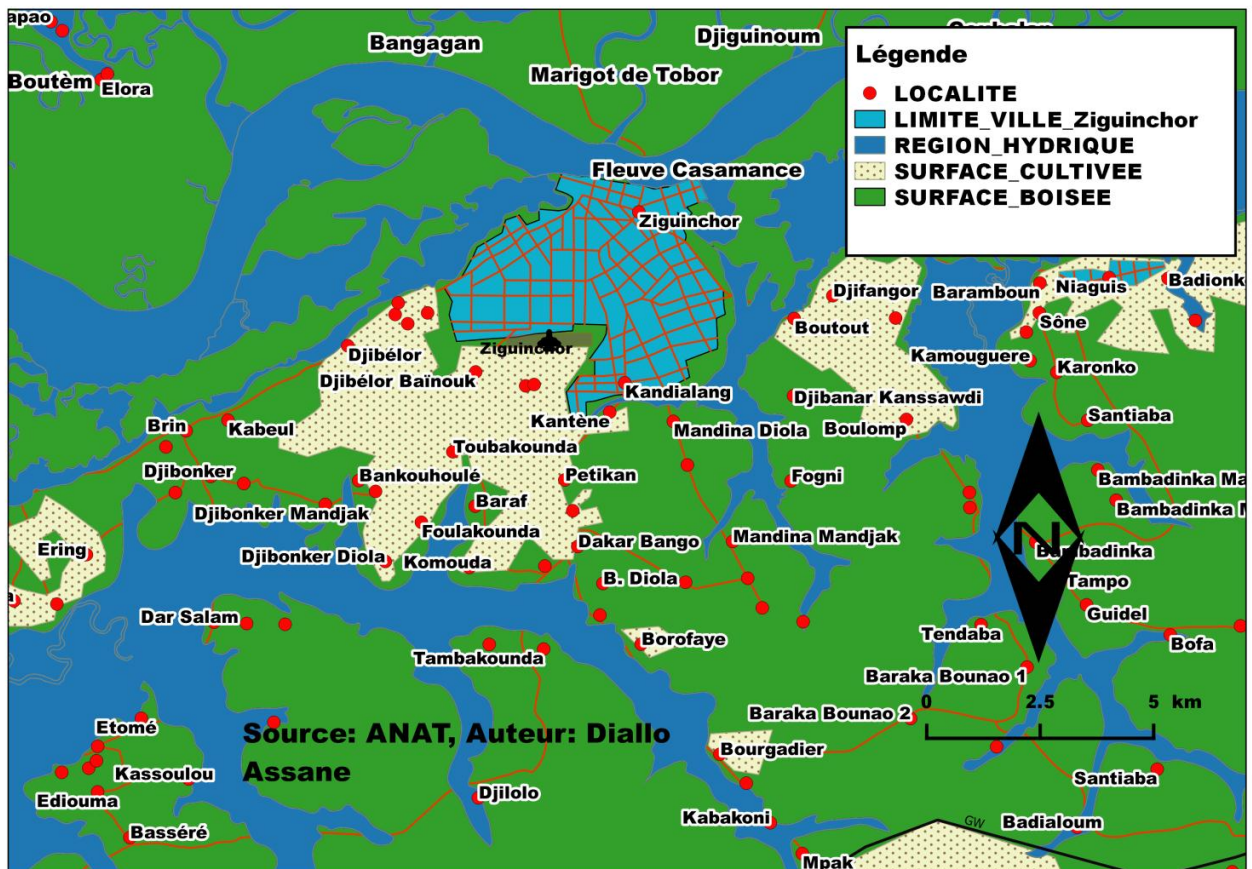 apao
Bangagan
Djiguinoum
Boutèm
Elora
Marigot de Tobor
Légende
LOCALITE
LIMITE_VILLE_Ziguinchor
REGION_HYDRIQUE
SURFACE_CULTIVEE
SURFACE_BOISEE
Fleuve Casamance
Ziguinchor
Djifangor
Baramboun
Niaguis
Badionk
Boutout
Sône
Ziguinchor
Djibélor
Kamouguere
Karonko
Djibélor Baïnouk
Kandialang
Djibanar Kanssawdi
Kantène
Mandina Diola
Boulomp
Santiaba
Brin
Kabeul
Toubakounda
Djibonker
Bankouhoulé
Petikan
Fogni
Bambadinka Ma
Djibonker Mandjak
Baraf
Bambadinka M
Foulakounda
Ering
Djibonker Diola
Komouda
Dakar Bango
Mandina Mandjak
N
Bambadinka
B. Diola
Tampo
a
Guidel
Dar Salam
Tambakounda
Borofaye
Tendaba
Bofa
Baraka Bounao 1
Baraka Bounao 2
0 2.5 5 km
Etomé
Source: ANAT, Auteur: Diallo
Assane
Bourgadier
Kassoulou
Santiaba
Ediouma
Djilolo
Kabakoni
GW
Badialoum
Basséré
Mpak